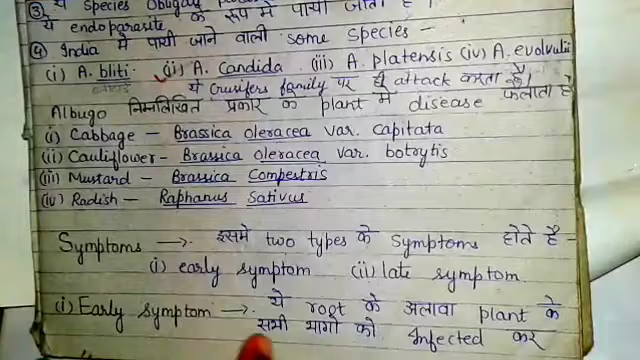 ③ ये Species Obligate
ये endoparasite के रूप में पायी जाती है।
④ India में पायी जाने वाली some Species –
(i) A. bliti (ii) A. Candida (iii) A. platensis (iv) A. evolvulii
ये Crusifers family पर ही attack करता है।
Albugo निम्नलिखित प्रकार के plant में disease फैलाता है
(i) Cabbage – Brassica oleracea var. capitata
(ii) Cauliflower – Brassica oleracea var. botrytis
(iii) Mustard – Brassica Compestris
(iv) Radish – Raphanus Sativus
Symptoms → इसमे two types के Symptoms होते है –
(i) early symptom (ii) late symptom
(i) Early symptom → ये root के अलावा plant के
सभी भागो को Infected कर